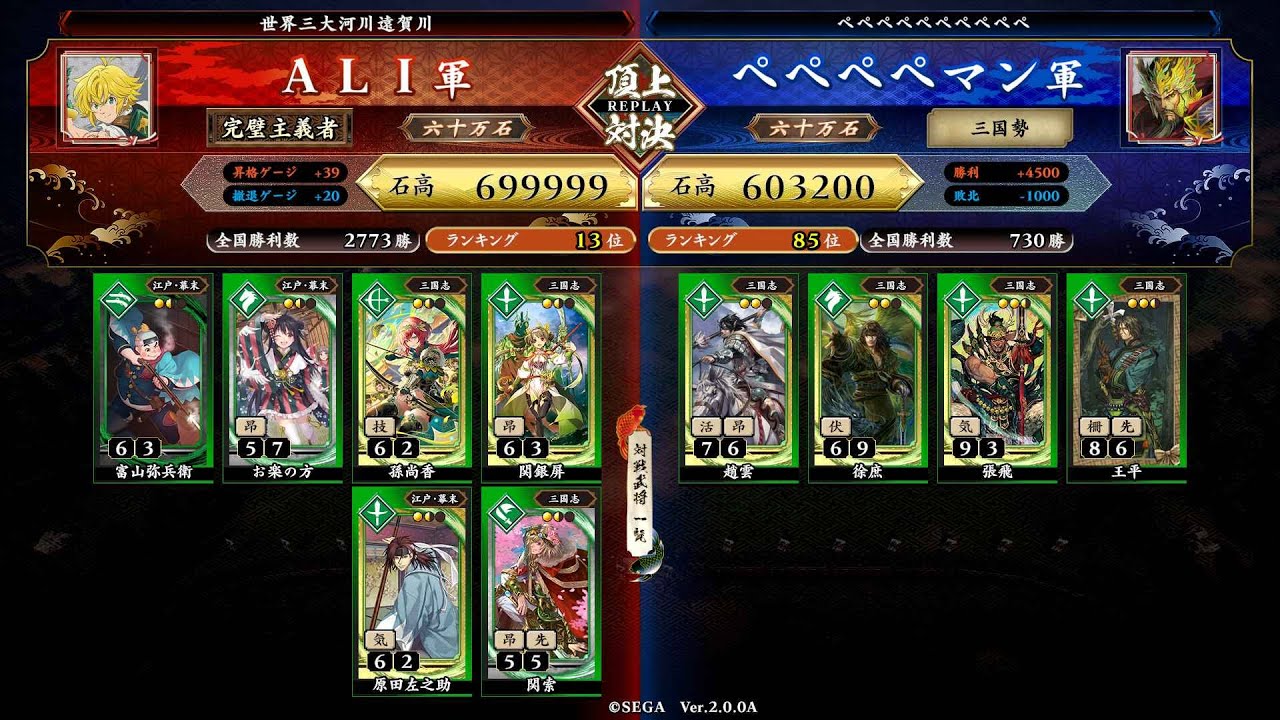 世界三大河川遠賀川
ぺぺぺぺぺぺぺぺぺぺ
ALI軍
頂上
REPLAY
対決
ペペペペマン軍
完璧主義者
六十万石
六十万石
三国勢
昇格ゲージ +39
撤退ゲージ +20
石高 699999
石高 603200
勝利 +4500
敗北 -1000
全国勝利数 2773勝
ランキング 13位
ランキング 85位
全国勝利数 730勝
江戸・幕末
江戸・幕末
三国志
三国志
三国志
三国志
三国志
三国志
昴
技
昴
活 昴
伏
気
柵 先
6 3
5 7
6 2
6 3
7 6
6 9
9 3
8 6
富山弥兵衛
お楽の方
孫尚香
関銀屏
趙雲
徐庶
張飛
王平
対戦武将一覧
江戸・幕末
三国志
気
昴 先
6 2
5 5
原田左之助
関索
©SEGA Ver.2.0.0A